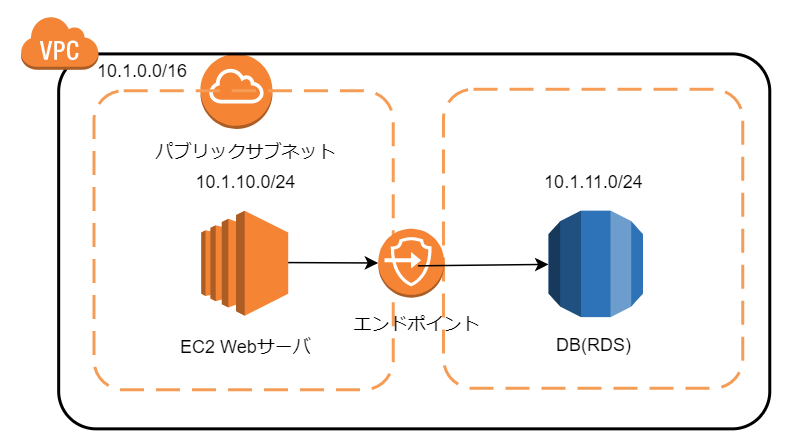 VPC
10.1.0.0/16
パブリックサブネット
10.1.10.0/24
10.1.11.0/24
エンドポイント
EC2 Webサーバ
DB(RDS)